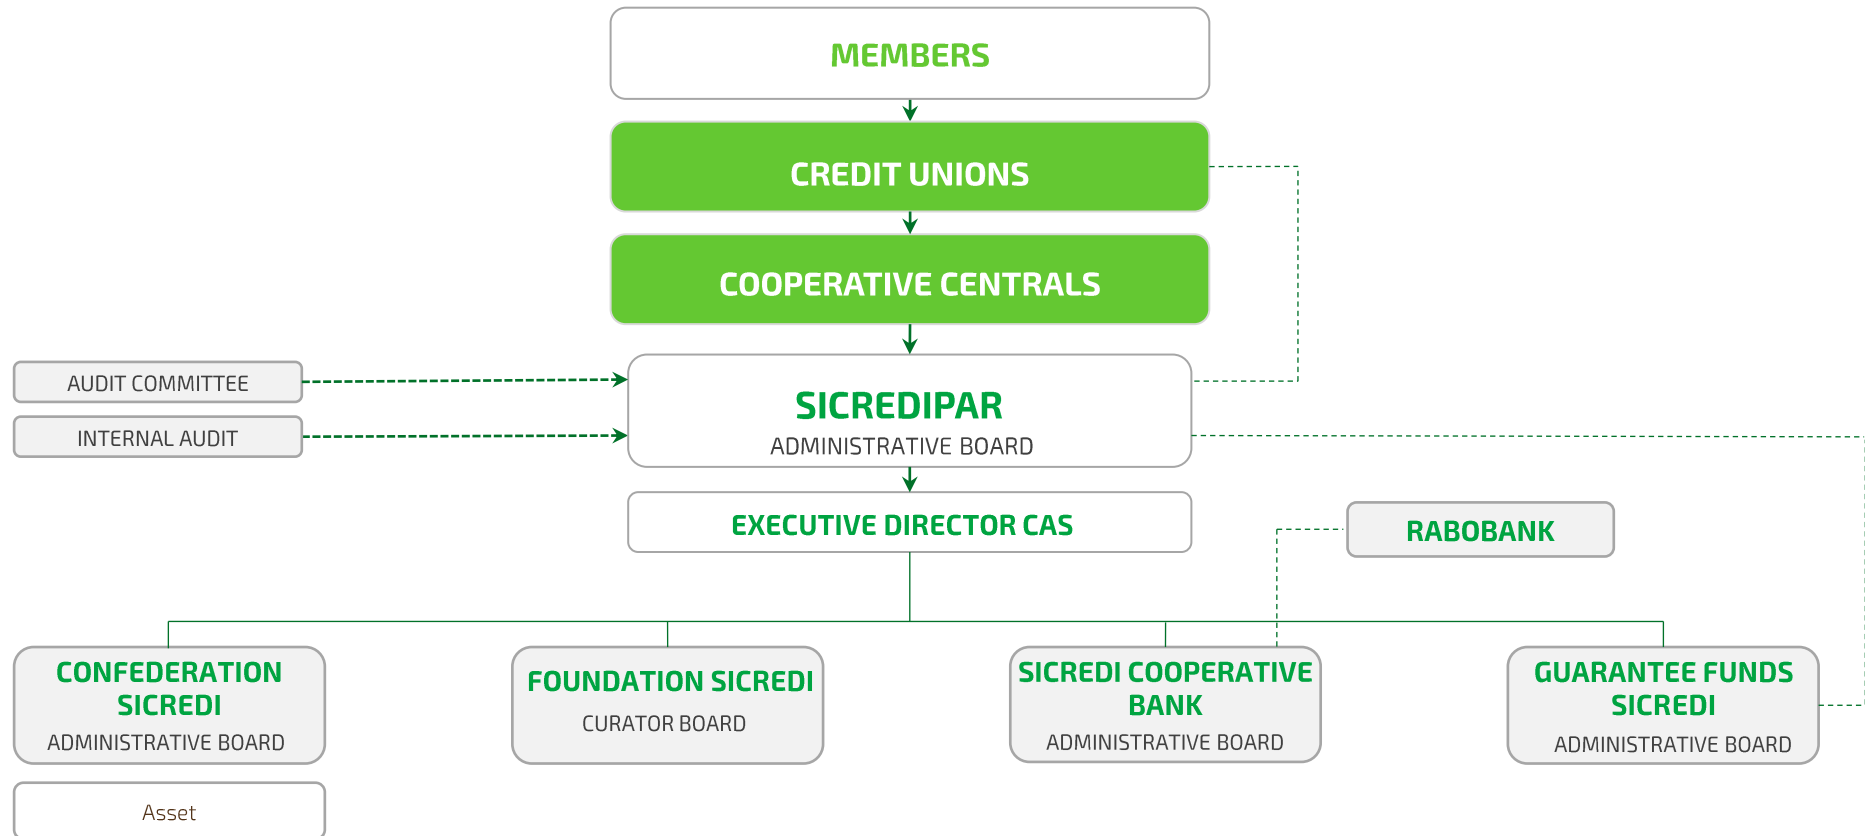 MEMBERS
CREDIT UNIONS
COOPERATIVE CENTRALS
AUDIT COMMITTEE
INTERNAL AUDIT
SICREDIPAR
ADMINISTRATIVE BOARD
EXECUTIVE DIRECTOR CAS
RABOBANK
CONFEDERATION
SICREDI
ADMINISTRATIVE BOARD
FOUNDATION SICREDI
CURATOR BOARD
SICREDI COOPERATIVE
BANK
ADMINISTRATIVE BOARD
GUARANTEE FUNDS
SICREDI
ADMINISTRATIVE BOARD
Asset